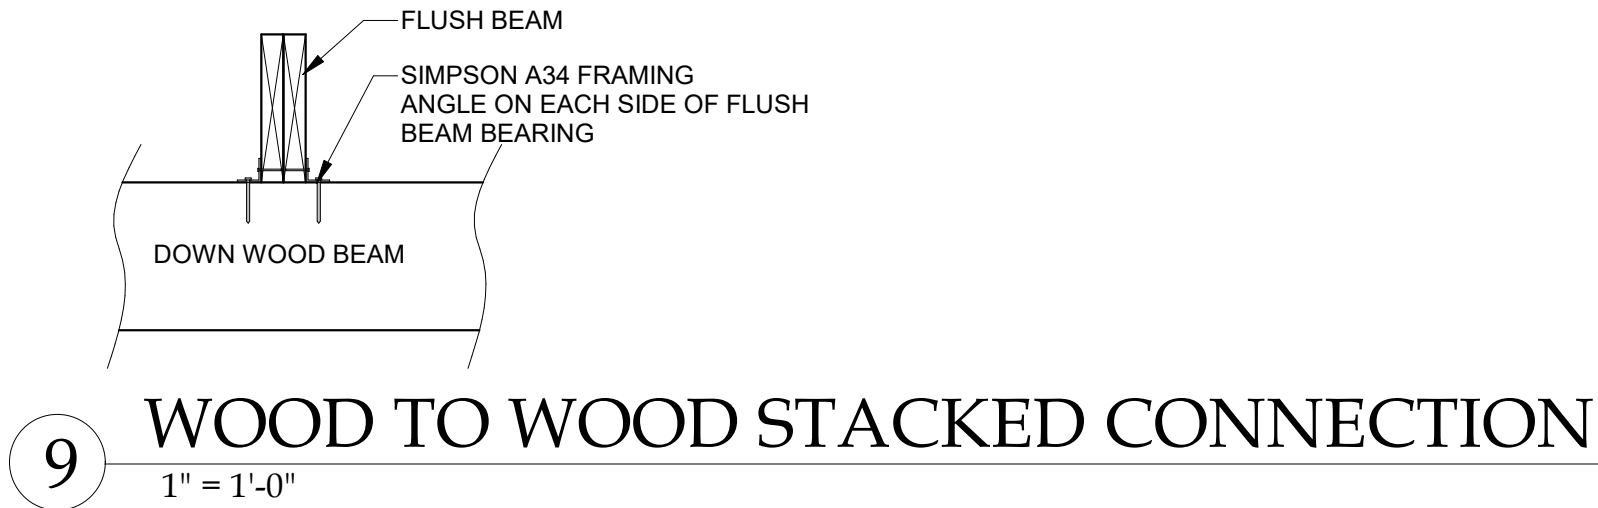 FLUSH BEAM
SIMPSON A34 FRAMING
ANGLE ON EACH SIDE OF FLUSH
BEAM BEARING
DOWN WOOD BEAM
9
WOOD TO WOOD STACKED CONNECTION
1" = 1'-0"